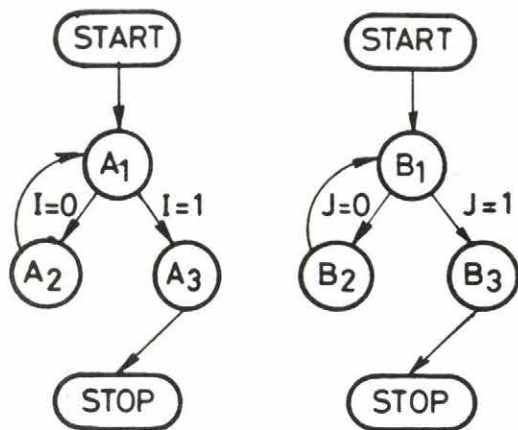 START
A1
I=0
I=1
A2
A3
STOP
START
B1
J=0
J=1
B2
B3
STOP